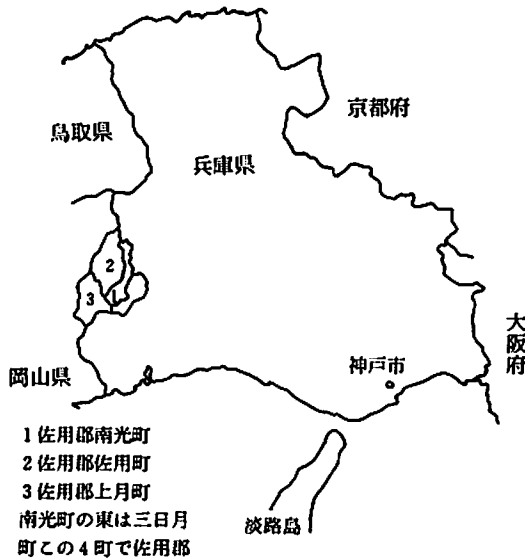 京都府
鳥取県
兵庫県
2
1
3
大阪府
神戸市
岡山県
1佐用郡南光町
2佐用郡佐用町
3佐用郡上月町
南光町の東は三日月
町この4町で佐用郡
淡路島